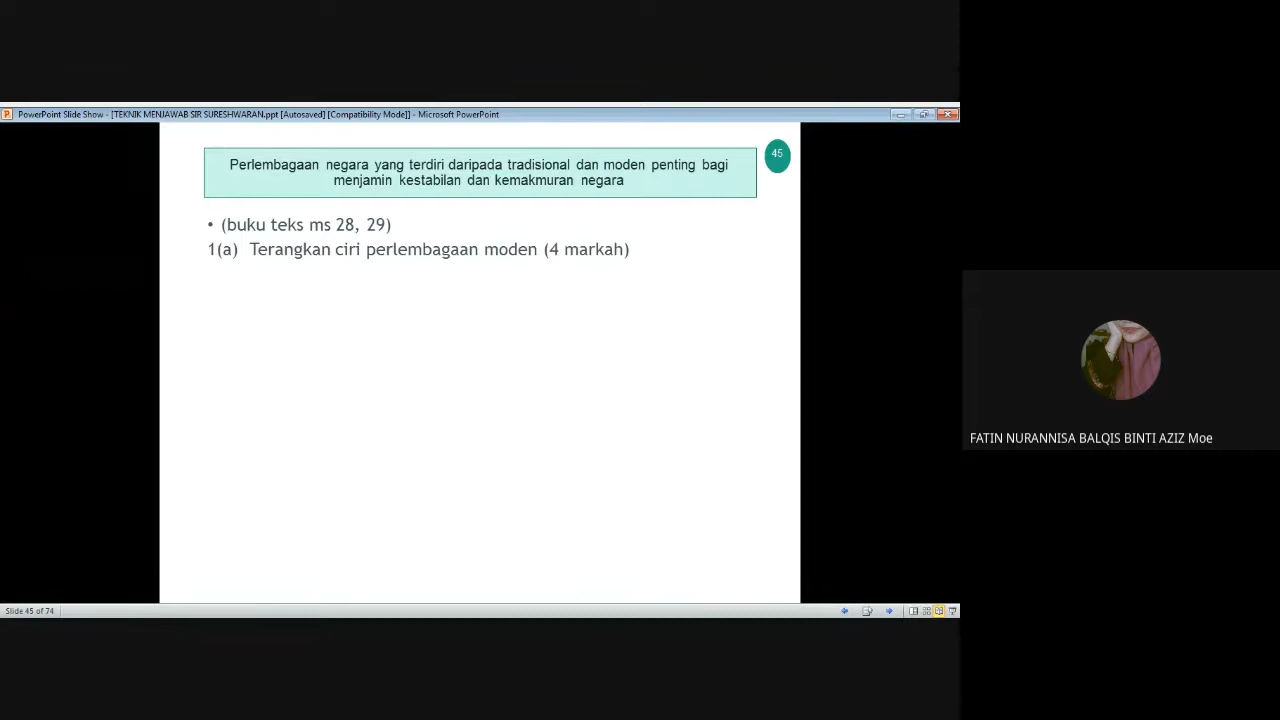 PowerPoint Slide Show - [TEKNIK MENJAWAB SIR SURESHWARAN.ppt [Autosaved] [Compatibility Mode]] - Microsoft PowerPoint
45
Perlembagaan negara yang terdiri daripada tradisional dan moden penting bagi
menjamin kestabilan dan kemakmuran negara
• (buku teks ms 28, 29)
1(a) Terangkan ciri perlembagaan moden (4 markah)
FATIN NURANNISA BALQIS BINTI AZIZ Moe
Slide 45 of 74